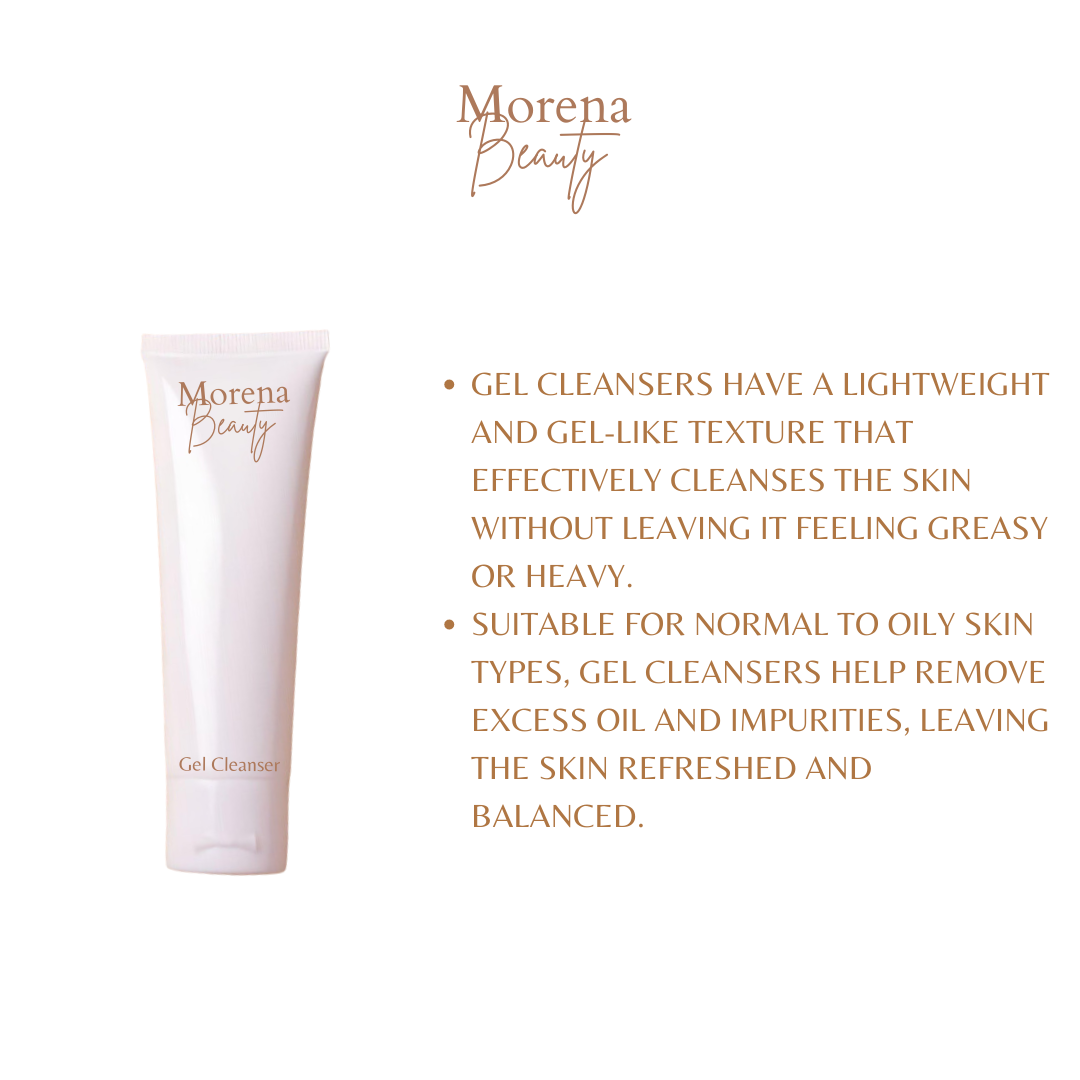 Morena
Beauty
Morena
Beauty
Gel Cleanser
• GEL CLEANSERS HAVE A LIGHTWEIGHT
AND GEL-LIKE TEXTURE THAT
EFFECTIVELY CLEANSES THE SKIN
WITHOUT LEAVING IT FEELING GREASY
OR HEAVY.
• SUITABLE FOR NORMAL TO OILY SKIN
TYPES, GEL CLEANSERS HELP REMOVE
EXCESS OIL AND IMPURITIES, LEAVING
THE SKIN REFRESHED AND
BALANCED.